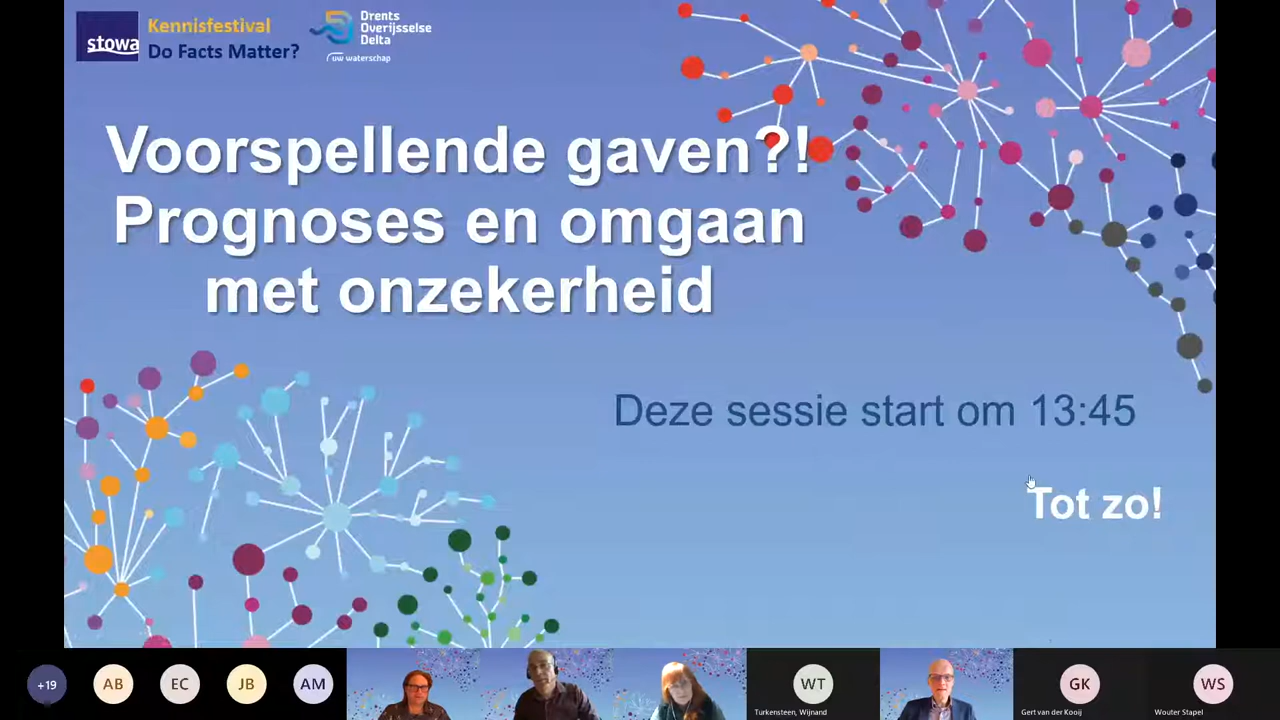 stowa
Kennisfestival
Do Facts Matter?
Drents
Overijsselse
Delta
uw waterschap
Voorspellende gaven?!
Prognoses en omgaan
met onzekerheid
Deze sessie start om 13:45
Tot zo!
+19
AB
EC
JB
AM
WT
Turkensteen, Wijnand
GK
Gert van der Kooij
WS
Wouter Stapel